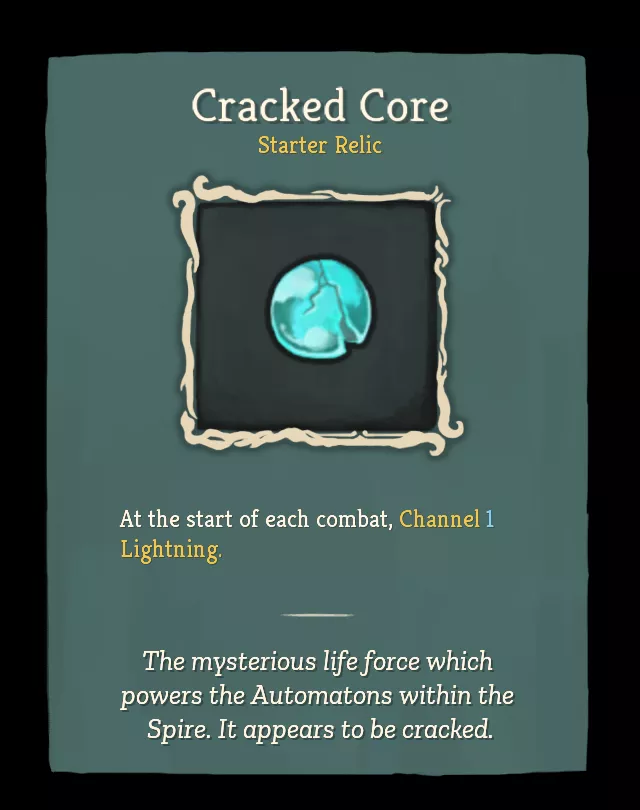 Cracked Core
Starter Relic
At the start of each combat, Channel 1
Lightning.
The mysterious life force which
powers the Automatons within the
Spire. It appears to be cracked.